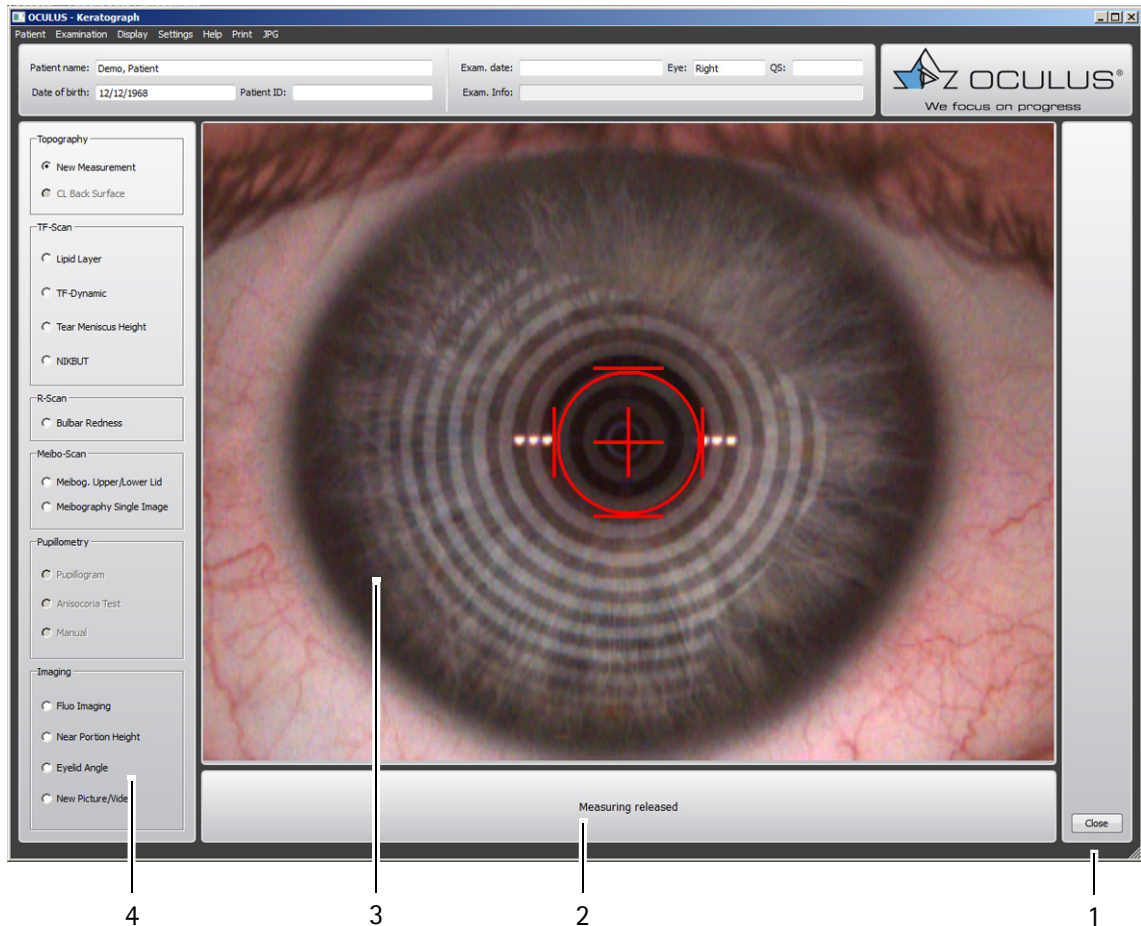 OCULUS - Keratograph
Patient Examination Display Settings Help Print JPG
Patient name: Demo, Patient
Exam. date: Eye: Right QS:
Date of birth: 12/12/1968 Patient ID:
Exam. Info:
OCULUS®
We focus on progress
Topography
New Measurement
CL Back Surface
TF-Scan
Lipid Layer
TF-Dynamic
Tear Meniscus Height
NIKBUT
R-Scan
Bulbar Redness
Meibo-Scan
Meibog. Upper/Lower Lid
Meibography Single Image
Pupillometry
Pupillogram
Anisocoria Test
Manual
Imaging
Fluo Imaging
Near Portion Height
Eyelid Angle
New Picture/Video
Measuring released
Close
4 3 2 1